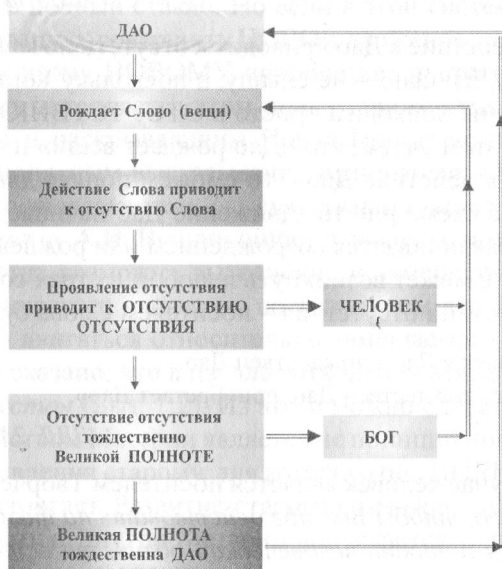 ДАО
Рождает Слово (вещи)
Действие Слова приводит
к отсутствию Слова
Проявление отсутствия
приводит к ОТСУТСТВИЮ
ОТСУТСТВИЯ
ЧЕЛОВЕК
Отсутствие отсутствия
тождественно
Великой ПОЛНОТЕ
БОГ
Великая ПОЛНОТА
тождественна ДАО